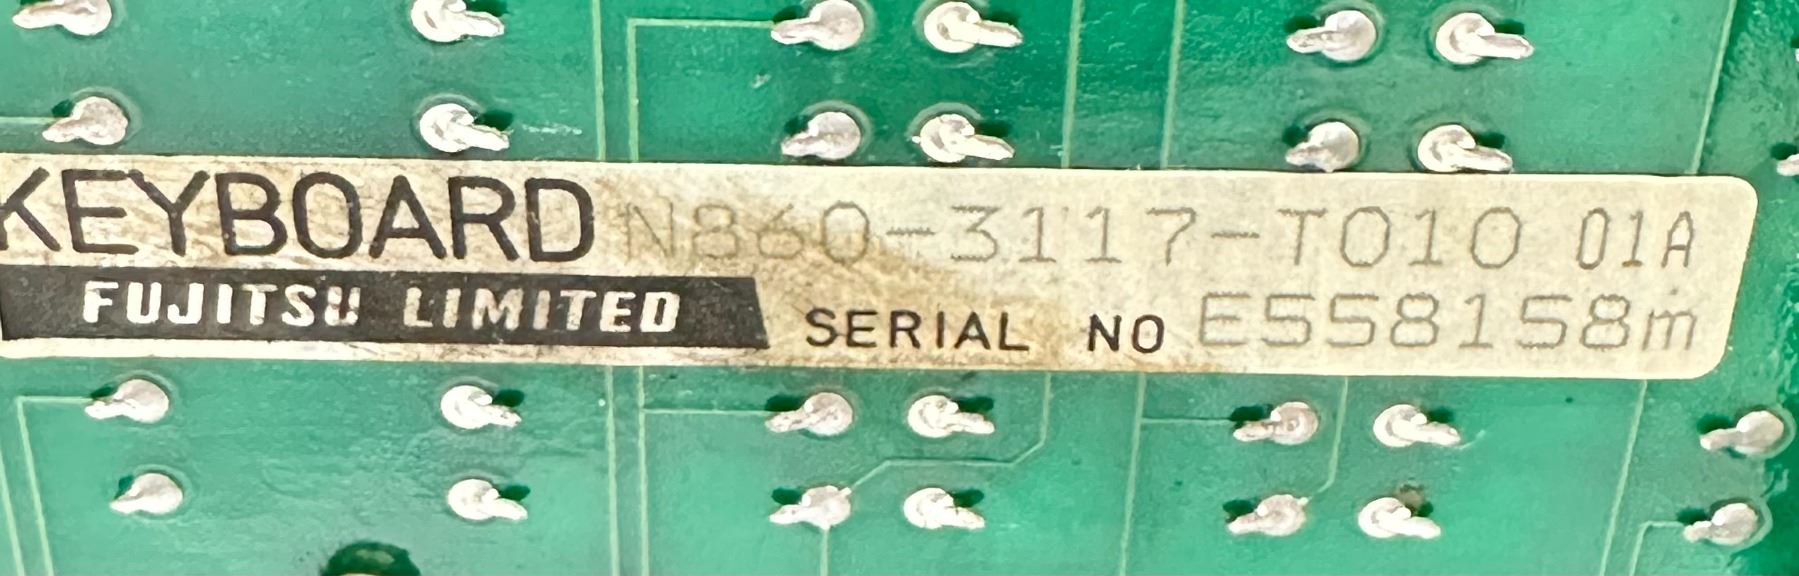 KEYBOARD N860-3117-T010 01A
FUJITSU LIMITED SERIAL NO E558158m